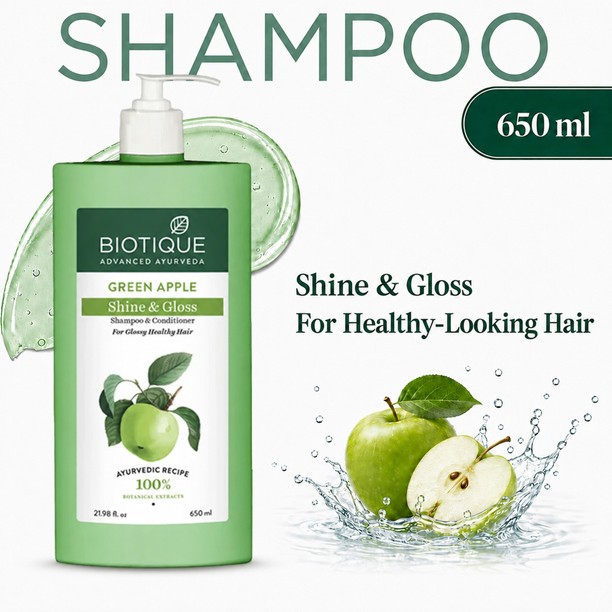 SHAMPOO
650 ml
BIOTIQUE
ADVANCED AYURVEDA
GREEN APPLE
Shine & Gloss
Shampoo & Conditioner
For Glossy Healthy Hair
AYURVEDIC RECIPE
100%
BOTANICAL EXTRACTS
21.98 fl. oz 650 ml
Shine & Gloss
For Healthy-Looking Hair